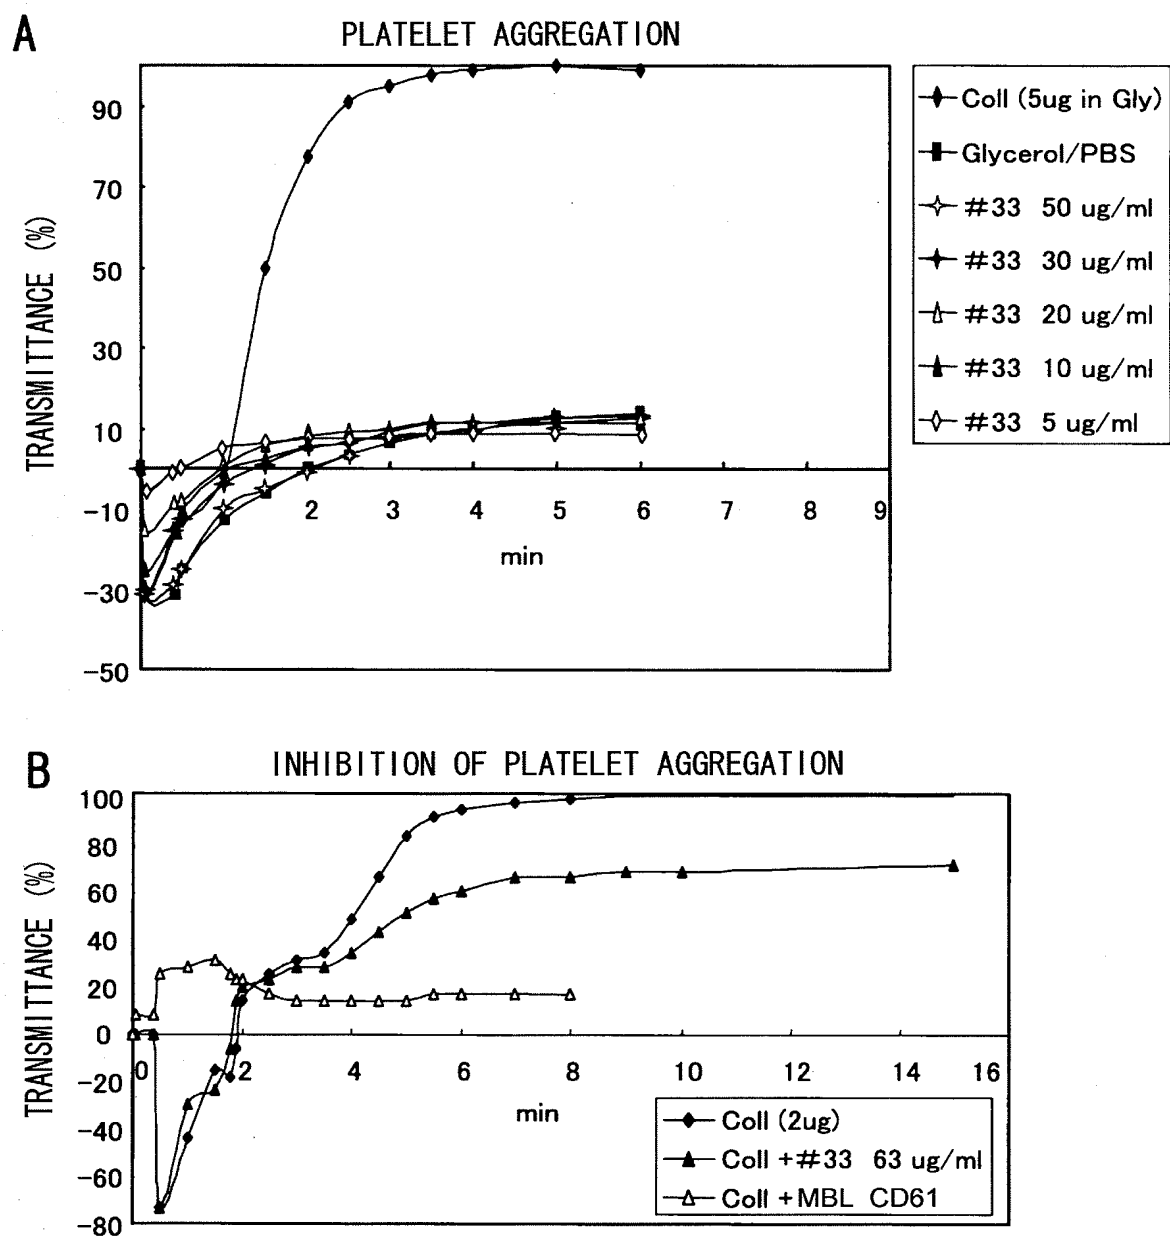 A
PLATELET AGGREGATION
TRANSMITTANCE (%)
90
70
50
30
10
-10
-30
-50
2 3 4 5 6 7 8 9
min
Coll (5ug in Gly)
Glycerol/PBS
#33 50 ug/ml
#33 30 ug/ml
#33 20 ug/ml
#33 10 ug/ml
#33 5 ug/ml
B
INHIBITION OF PLATELET AGGREGATION
TRANSMITTANCE (%)
100
80
60
40
20
0
-20
-40
-60
-80
0 2 4 6 8 10 12 14 16
min
Coll (2ug)
Coll +#33 63 ug/ml
Coll +MBL CD61